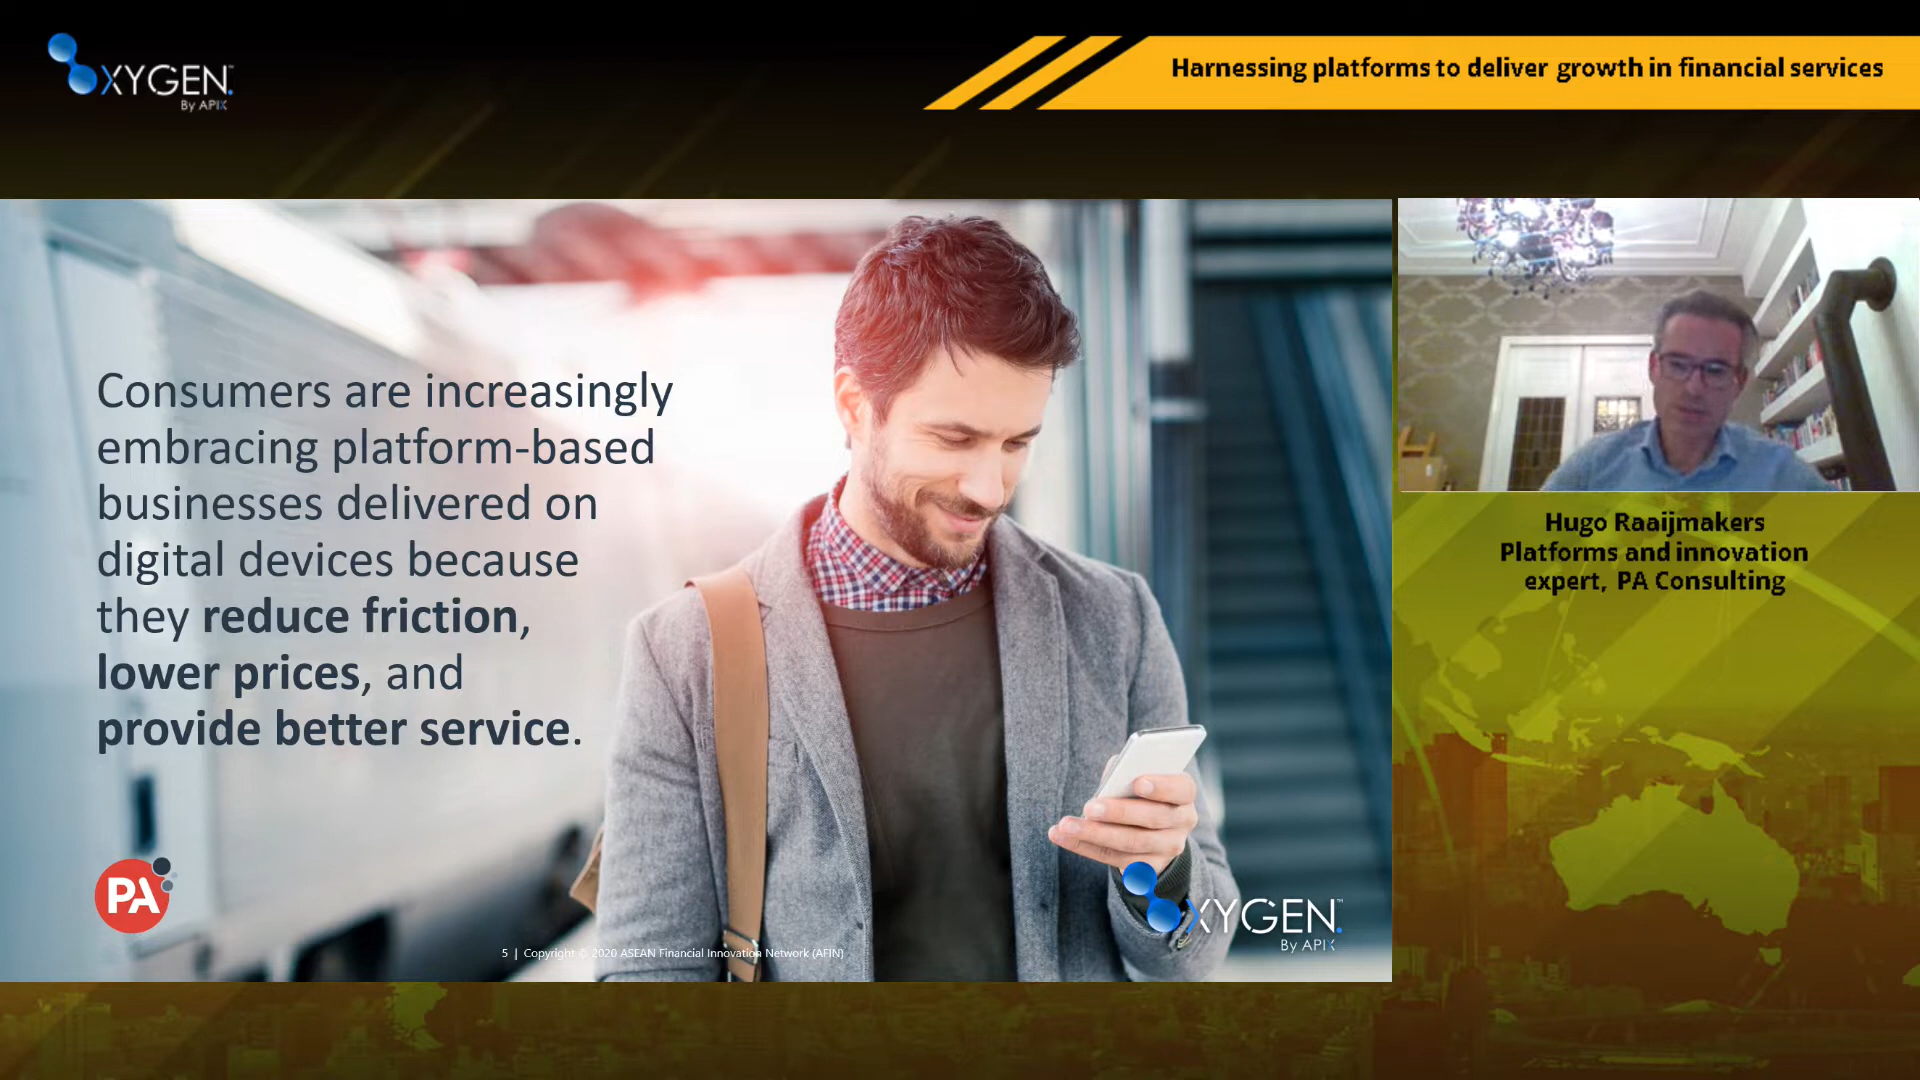 XYGEN™
By APIX
Harnessing platforms to deliver growth in financial services
Consumers are increasingly
embracing platform-based
businesses delivered on
digital devices because
they reduce friction,
lower prices, and
provide better service.
PA
5 | Copyright © 2020 ASEAN Financial Innovation Network (AFIN)
XYGEN™
By APIX
Hugo Raaijmakers
Platforms and innovation
expert, PA Consulting